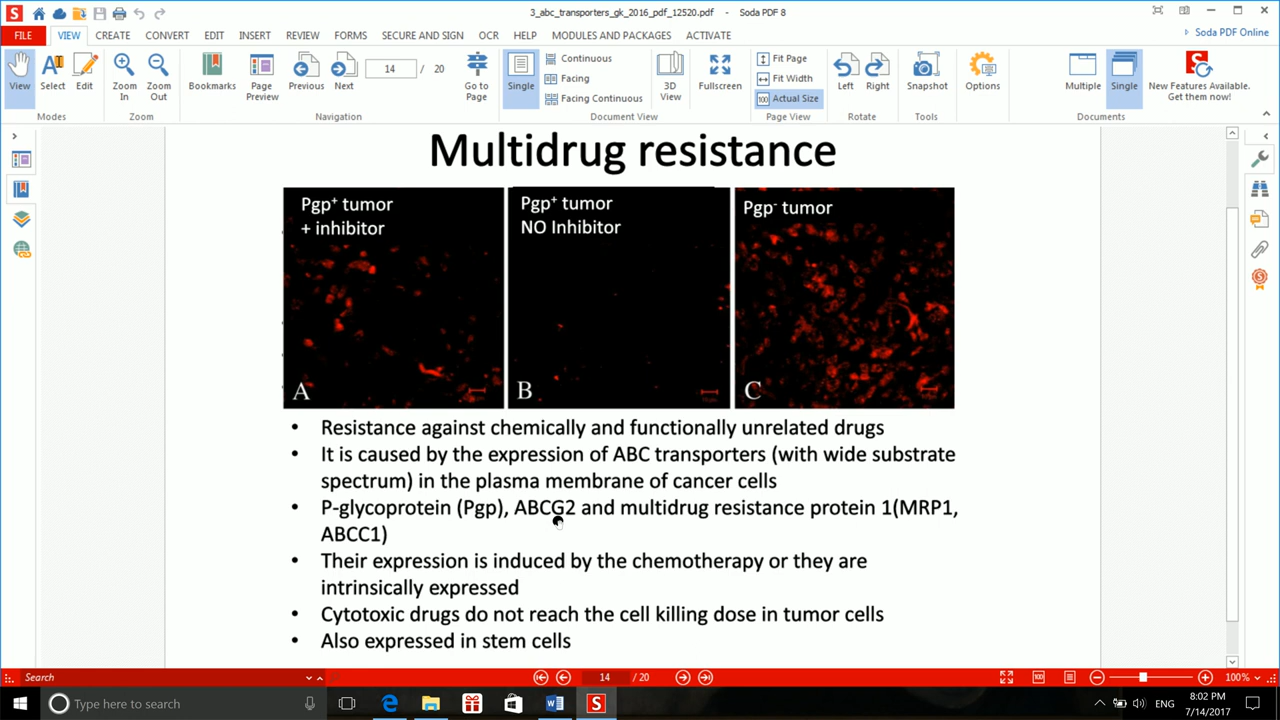 3_abc_transporters_gk_2016_pdf_12520.pdf - Soda PDF 8
FILE VIEW CREATE CONVERT EDIT INSERT REVIEW FORMS SECURE AND SIGN OCR HELP MODULES AND PACKAGES ACTIVATE Soda PDF Online
View Select Edit
Modes
Zoom In Zoom Out
Zoom
Bookmarks Page Preview Previous Next 14 / 20 Go to Page
Navigation
Single Continuous Facing Facing Continuous 3D View Fullscreen
Document View
Fit Page Fit Width 100 Actual Size
Page View
Left Right
Rotate
Snapshot
Tools
Options
Multiple Single
Documents
New Features Available. Get them now!
Multidrug resistance
Pgp+ tumor
+ inhibitor
A
Pgp+ tumor
NO Inhibitor
B
Pgp- tumor
C
• Resistance against chemically and functionally unrelated drugs
• It is caused by the expression of ABC transporters (with wide substrate
spectrum) in the plasma membrane of cancer cells
• P-glycoprotein (Pgp), ABCG2 and multidrug resistance protein 1(MRP1,
ABCC1)
• Their expression is induced by the chemotherapy or they are
intrinsically expressed
• Cytotoxic drugs do not reach the cell killing dose in tumor cells
• Also expressed in stem cells
Search 14 / 20 100%
Type here to search
ENG
8:02 PM
7/14/2017